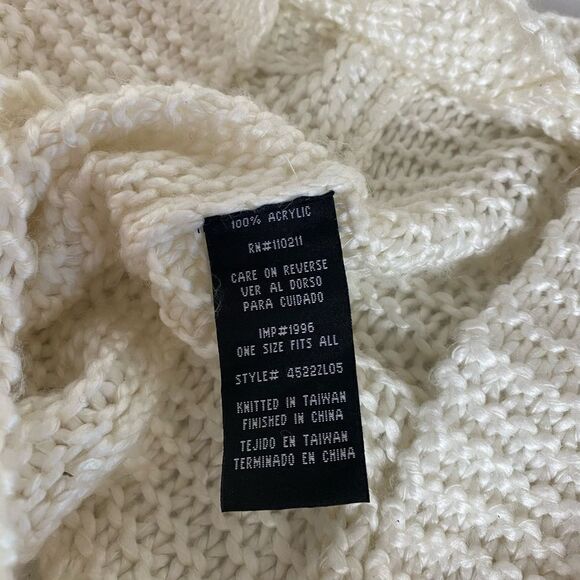 100% ACRYLIC
RN#110211
CARE ON REVERSE
VER AL DORSO
PARA CUIDADO
IMP#1996
ONE SIZE FITS ALL
STYLE# 4522ZL05
KNITTED IN TAIWAN
FINISHED IN CHINA
TEJIDO EN TAIWAN
TERMINADO EN CHINA